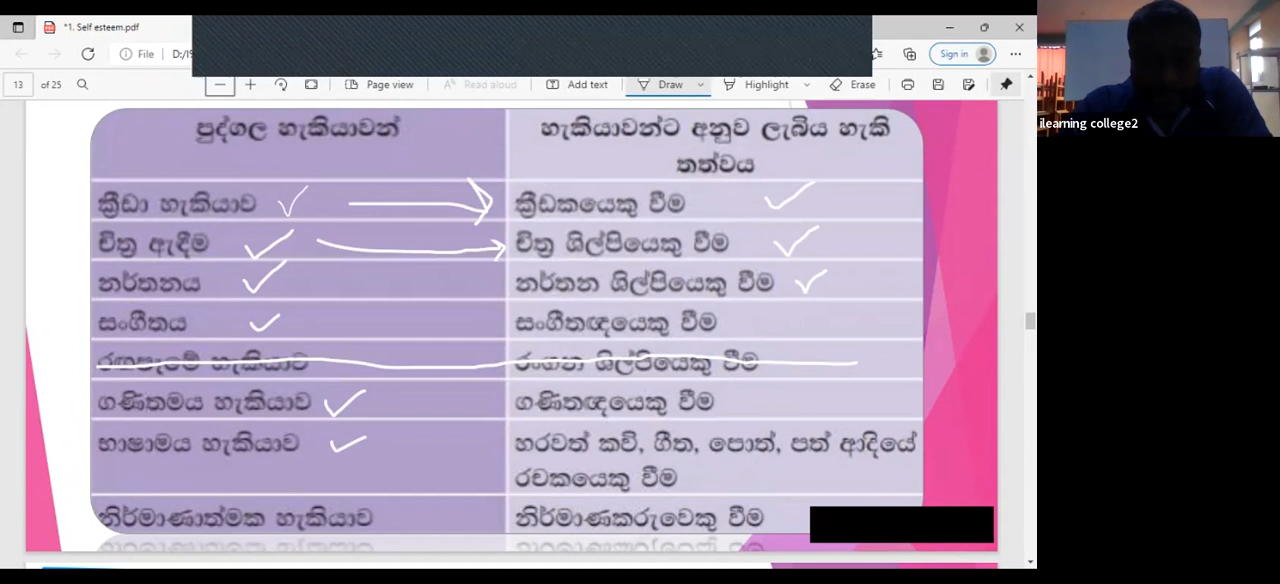 *1. Self esteem.pdf
File D:/I9
Sign in
13 of 25
Page view
Read aloud
Add text
Draw
Highlight
Erase
ilearning college2
පුද්ගල හැකියාවන්
හැකියාවන්ට අනුව ලැබිය හැකි
තත්වය
ක්‍රීඩා හැකියාව
ක්‍රීඩකයෙකු වීම
චිත්‍ර ඇඳීම
චිත්‍ර ශිල්පියෙකු වීම
නර්තනය
නර්තන ශිල්පියෙකු වීම
සංගීතය
සංගීතඥයෙකු වීම
රඟපෑමේ හැකියාව
රංගන ශිල්පියෙකු වීම
ගණිතමය හැකියාව
ගණිතඥයෙකු වීම
භාෂාමය හැකියාව
හරවත් කවි, ගීත, පොත්, පත් ආදියේ
රචකයෙකු වීම
නිර්මාණාත්මක හැකියාව
නිර්මාණකරුවෙකු වීම